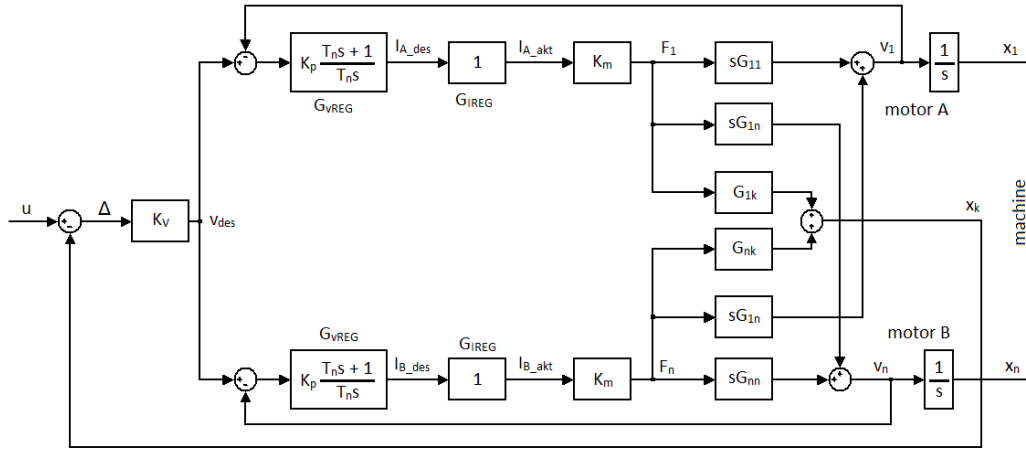 I_A_des
I_A_akt
F₁
v₁
x₁
Kₚ Tₙs + 1
Tₙs
1
Kₘ
sG₁₁
1
s
G_vREG
G_IREG
motor A
sG₁ₙ
u
Δ
K_V
v_des
G₁ₖ
xₖ
machine
Gₙₖ
sG₁ₙ
motor B
G_vREG
G_IREG
I_B_des
I_B_akt
Fₙ
vₙ
xₙ
Kₚ Tₙs + 1
Tₙs
1
Kₘ
sGₙₙ
1
s